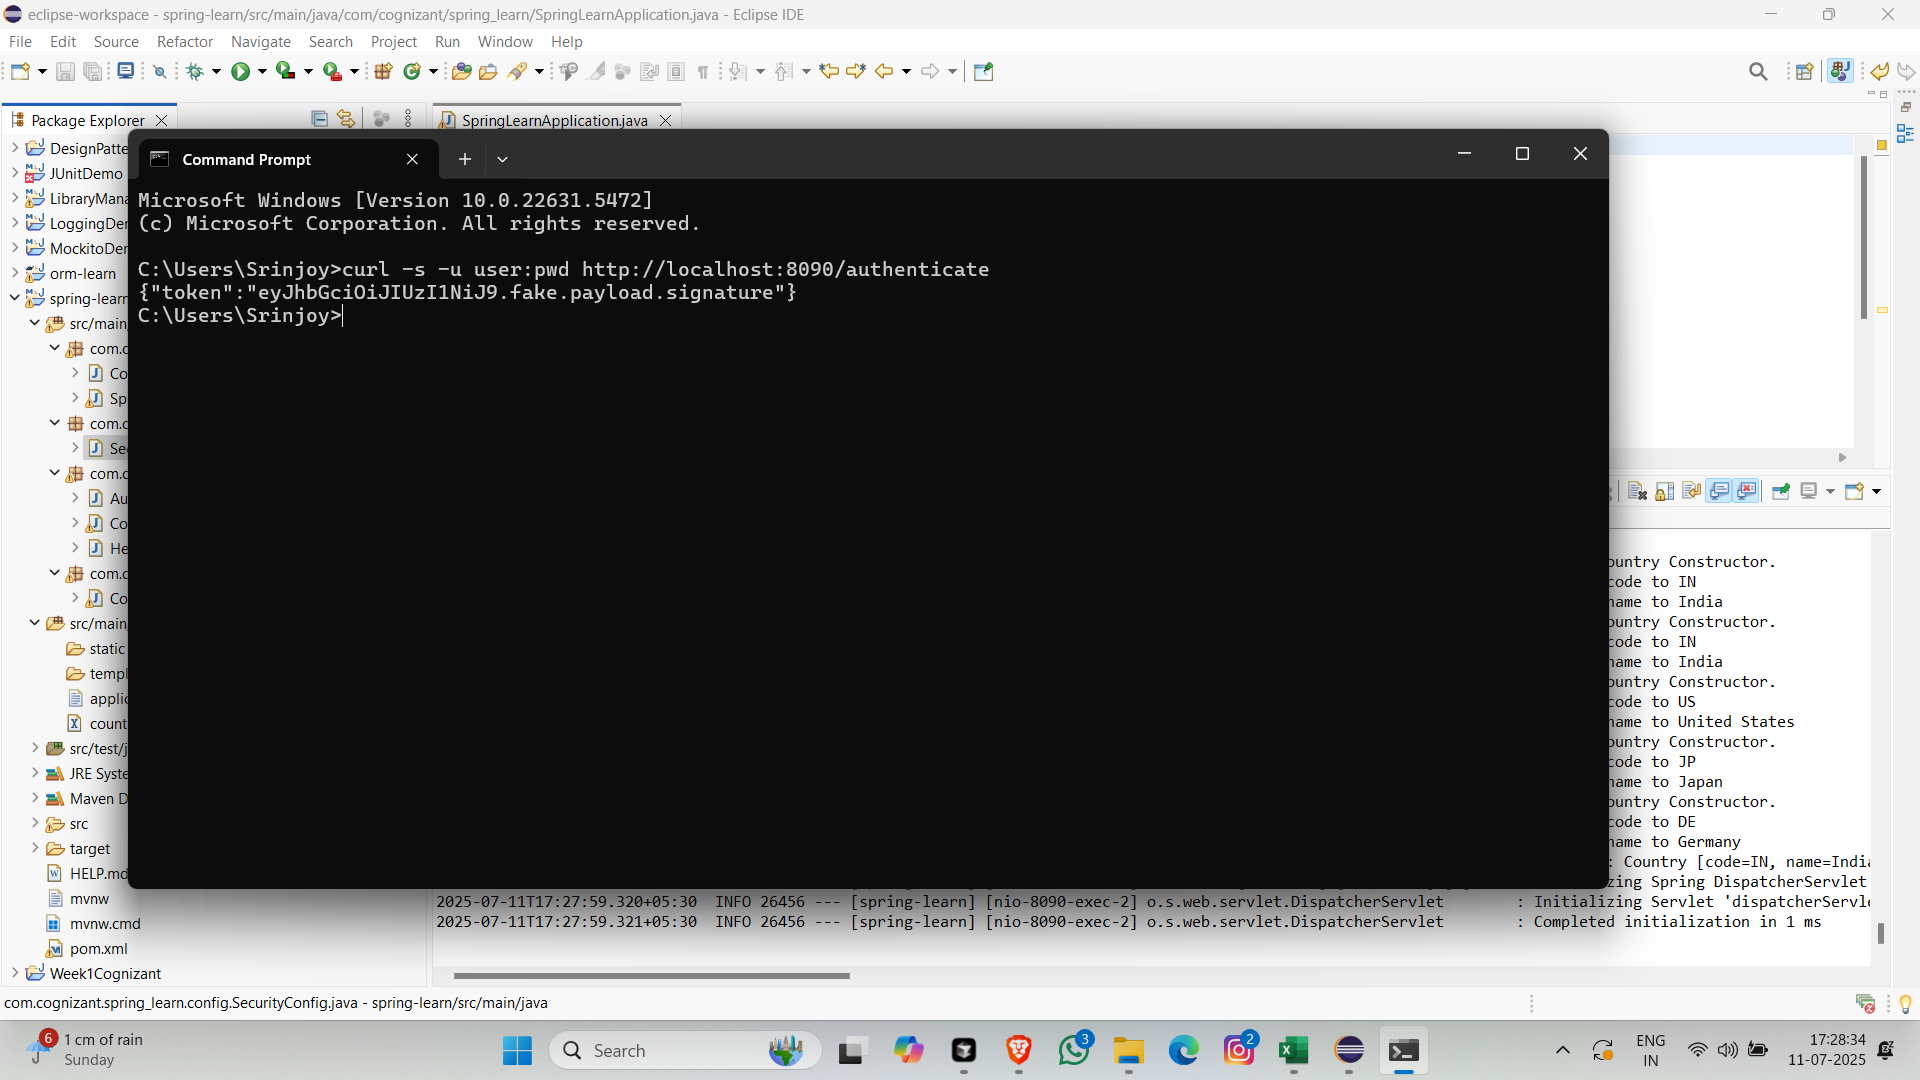 eclipse-workspace - spring-learn/src/main/java/com/cognizant/spring_learn/SpringLearnApplication.java - Eclipse IDE
File Edit Source Refactor Navigate Search Project Run Window Help
Package Explorer
SpringLearnApplication.java
DesignPatte
JUnitDemo
LibraryMana
LoggingDer
MockitoDer
orm-learn
spring-learn
src/main
com.c
Co
Sp
com.c
Se
com.c
Au
Co
He
com.c
Co
src/main
static
templ
applic
count
src/test/j
JRE Syste
Maven D
src
target
HELP.md
mvnw
mvnw.cmd
pom.xml
Week1Cognizant
Command Prompt
Microsoft Windows [Version 10.0.22631.5472]
(c) Microsoft Corporation. All rights reserved.
C:\Users\Srinjoy>curl -s -u user:pwd http://localhost:8090/authenticate
{"token":"eyJhbGciOiJIUzI1NiJ9.fake.payload.signature"}
C:\Users\Srinjoy>
ountry Constructor.
code to IN
name to India
ountry Constructor.
code to IN
name to India
ountry Constructor.
code to US
name to United States
ountry Constructor.
code to JP
name to Japan
ountry Constructor.
code to DE
name to Germany
: Country [code=IN, name=India
zing Spring DispatcherServlet
2025-07-11T17:27:59.320+05:30 INFO 26456 --- [spring-learn] [nio-8090-exec-2] o.s.web.servlet.DispatcherServlet : Initializing Servlet 'dispatcherServle
2025-07-11T17:27:59.321+05:30 INFO 26456 --- [spring-learn] [nio-8090-exec-2] o.s.web.servlet.DispatcherServlet : Completed initialization in 1 ms
com.cognizant.spring_learn.config.SecurityConfig.java - spring-learn/src/main/java
6
1 cm of rain
Sunday
Search
3
2
ENG
IN
17:28:34
11-07-2025